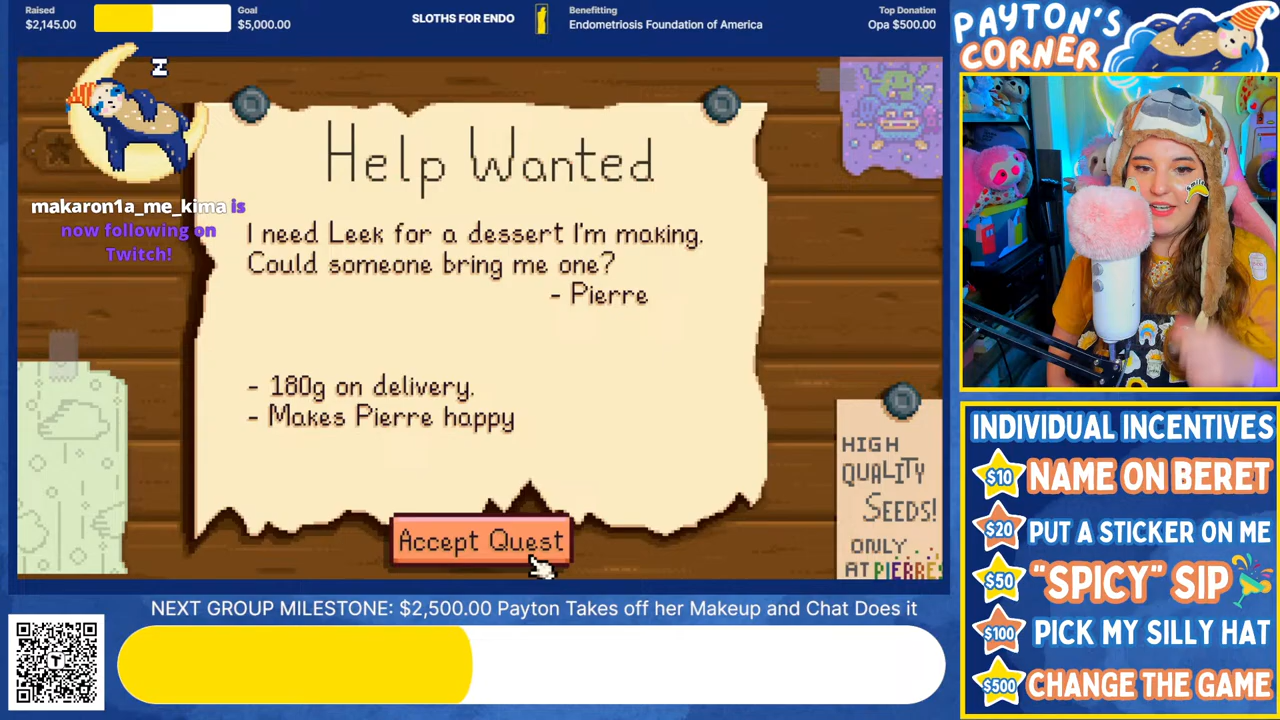 Raised
$2,145.00
Goal
$5,000.00
SLOTHS FOR ENDO
Benefitting
Endometriosis Foundation of America
Top Donation
Opa $500.00
PAYTON'S
CORNER
Z
makaron1a_me_kima is
now following on
Twitch!
Help Wanted
I need Leek for a dessert I'm making.
Could someone bring me one?
- Pierre
- 180g on delivery.
- Makes Pierre happy
Accept Quest
HIGH
QUALITY
SEEDS!
ONLY...
AT PIERRE'S
INDIVIDUAL INCENTIVES
$10 NAME ON BERET
$20 PUT A STICKER ON ME
$50 "SPICY" SIP
$100 PICK MY SILLY HAT
$500 CHANGE THE GAME
NEXT GROUP MILESTONE: $2,500.00 Payton Takes off her Makeup and Chat Does it